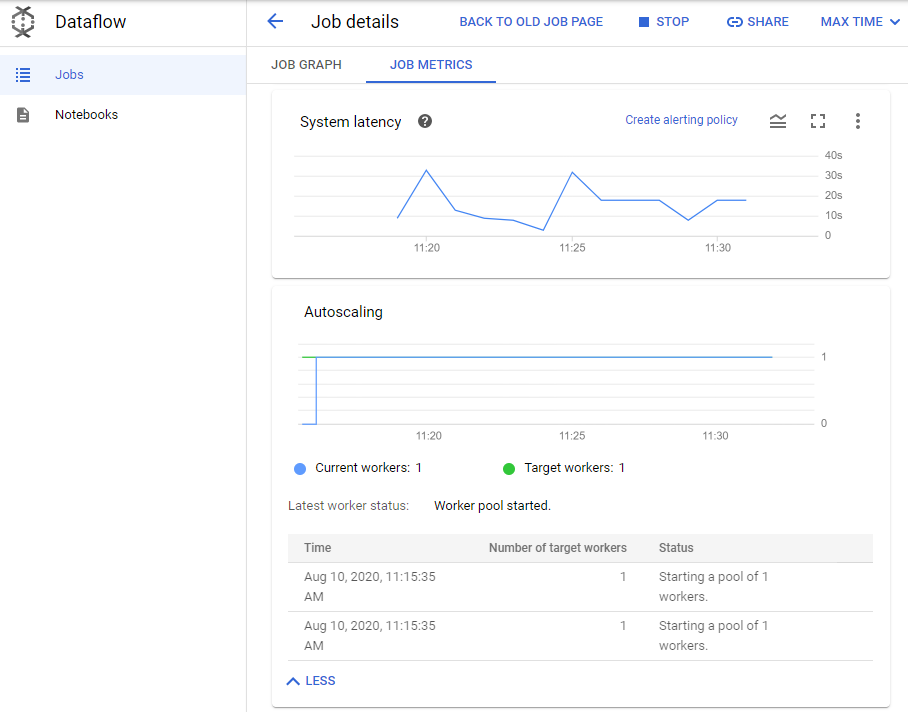 Dataflow
Jobs
Notebooks
Job details
BACK TO OLD JOB PAGE
STOP
SHARE
MAX TIME
JOB GRAPH
JOB METRICS
System latency
Create alerting policy
40s
30s
20s
10s
0
11:20 11:25 11:30
Autoscaling
1
0
11:20 11:25 11:30
Current workers: 1
Target workers: 1
Latest worker status: Worker pool started.
Time Number of target workers Status
Aug 10, 2020, 11:15:35 1 Starting a pool of 1
AM workers.
Aug 10, 2020, 11:15:35 1 Starting a pool of 1
AM workers.
LESS